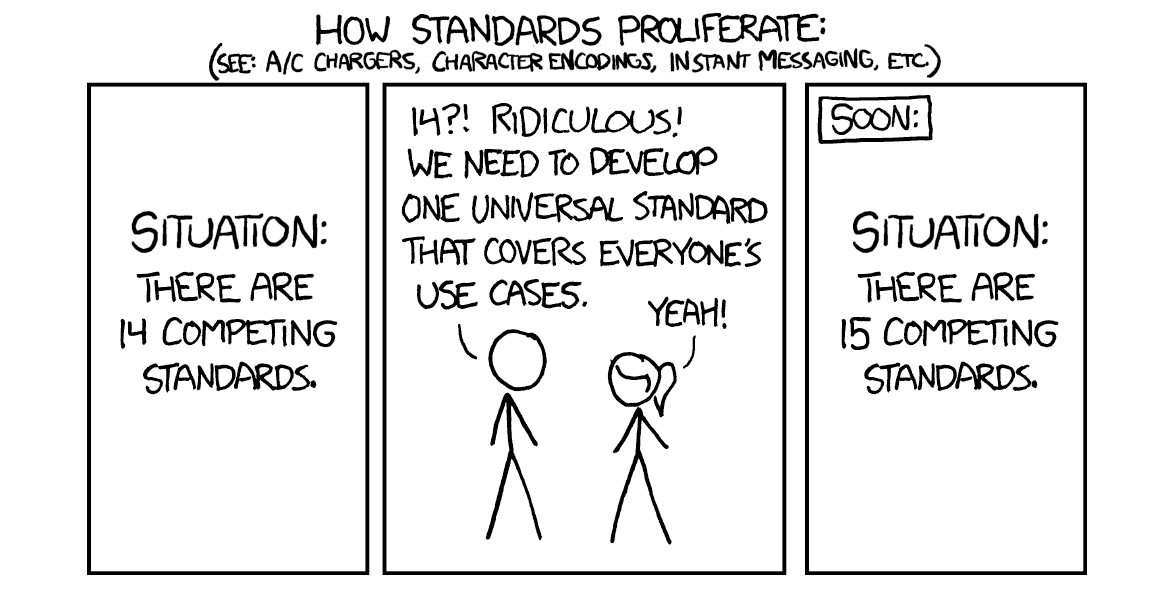 HOW STANDARDS PROLIFERATE:
(SEE: A/C CHARGERS, CHARACTER ENCODINGS, INSTANT MESSAGING, ETC.)
SITUATION:
THERE ARE
14 COMPETING
STANDARDS.
14?! RIDICULOUS!
WE NEED TO DEVELOP
ONE UNIVERSAL STANDARD
THAT COVERS EVERYONE'S
USE CASES.
YEAH!
SOON:
SITUATION:
THERE ARE
15 COMPETING
STANDARDS.